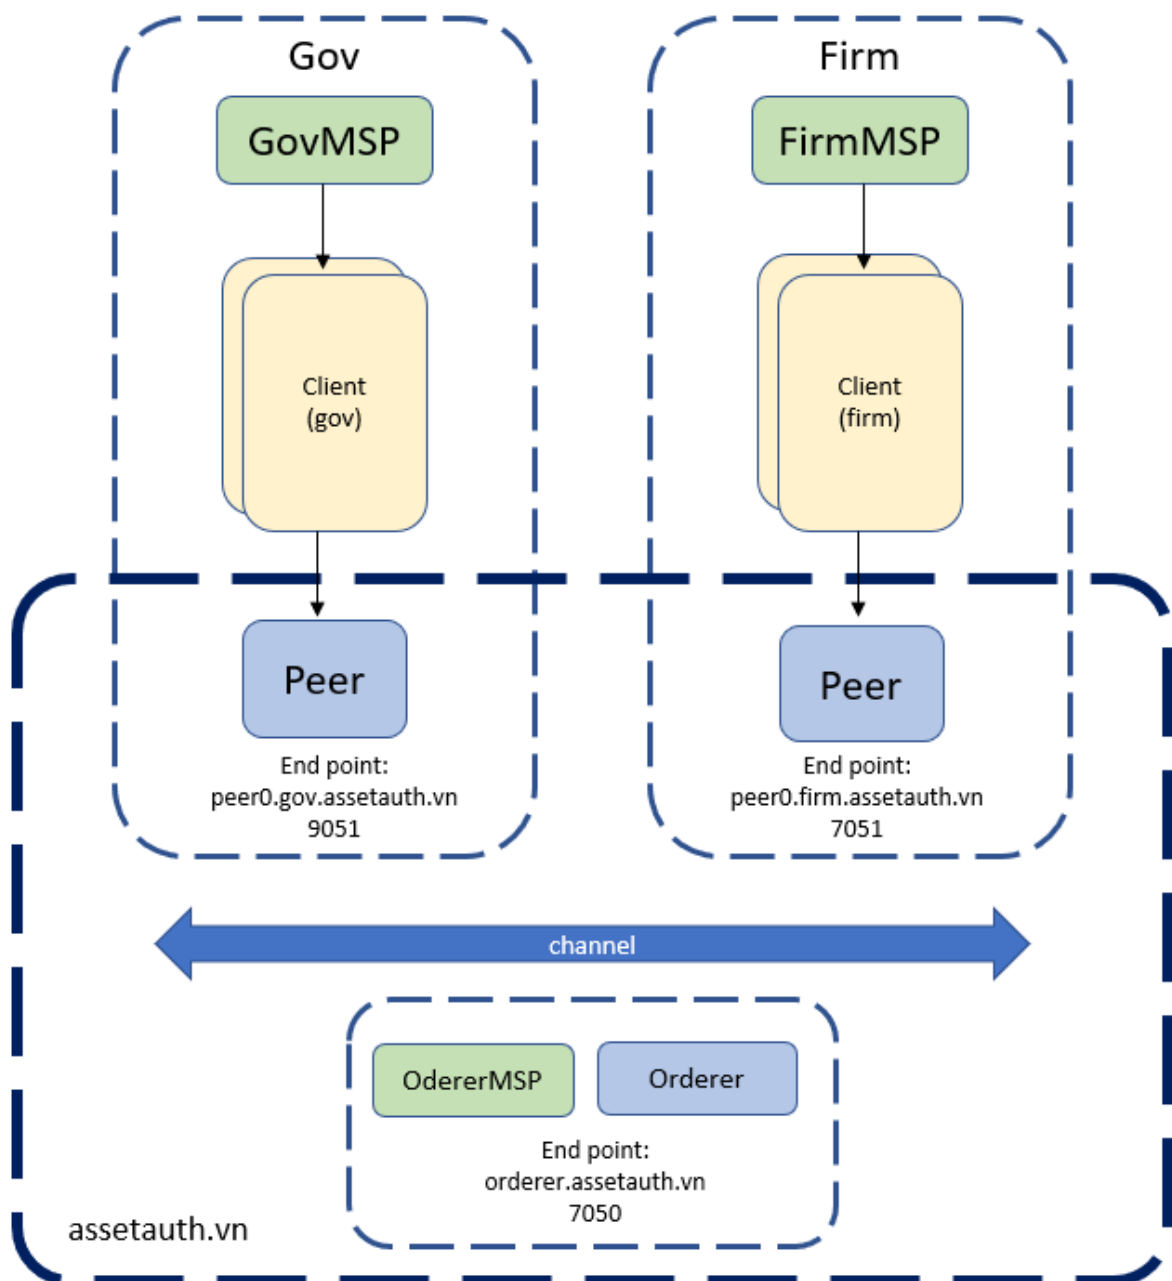 Gov
GovMSP
Client
(gov)
Peer
End point:
peer0.gov.assetauth.vn
9051
Firm
FirmMSP
Client
(firm)
Peer
End point:
peer0.firm.assetauth.vn
7051
channel
OdererMSP
Orderer
End point:
orderer.assetauth.vn
7050
assetauth.vn